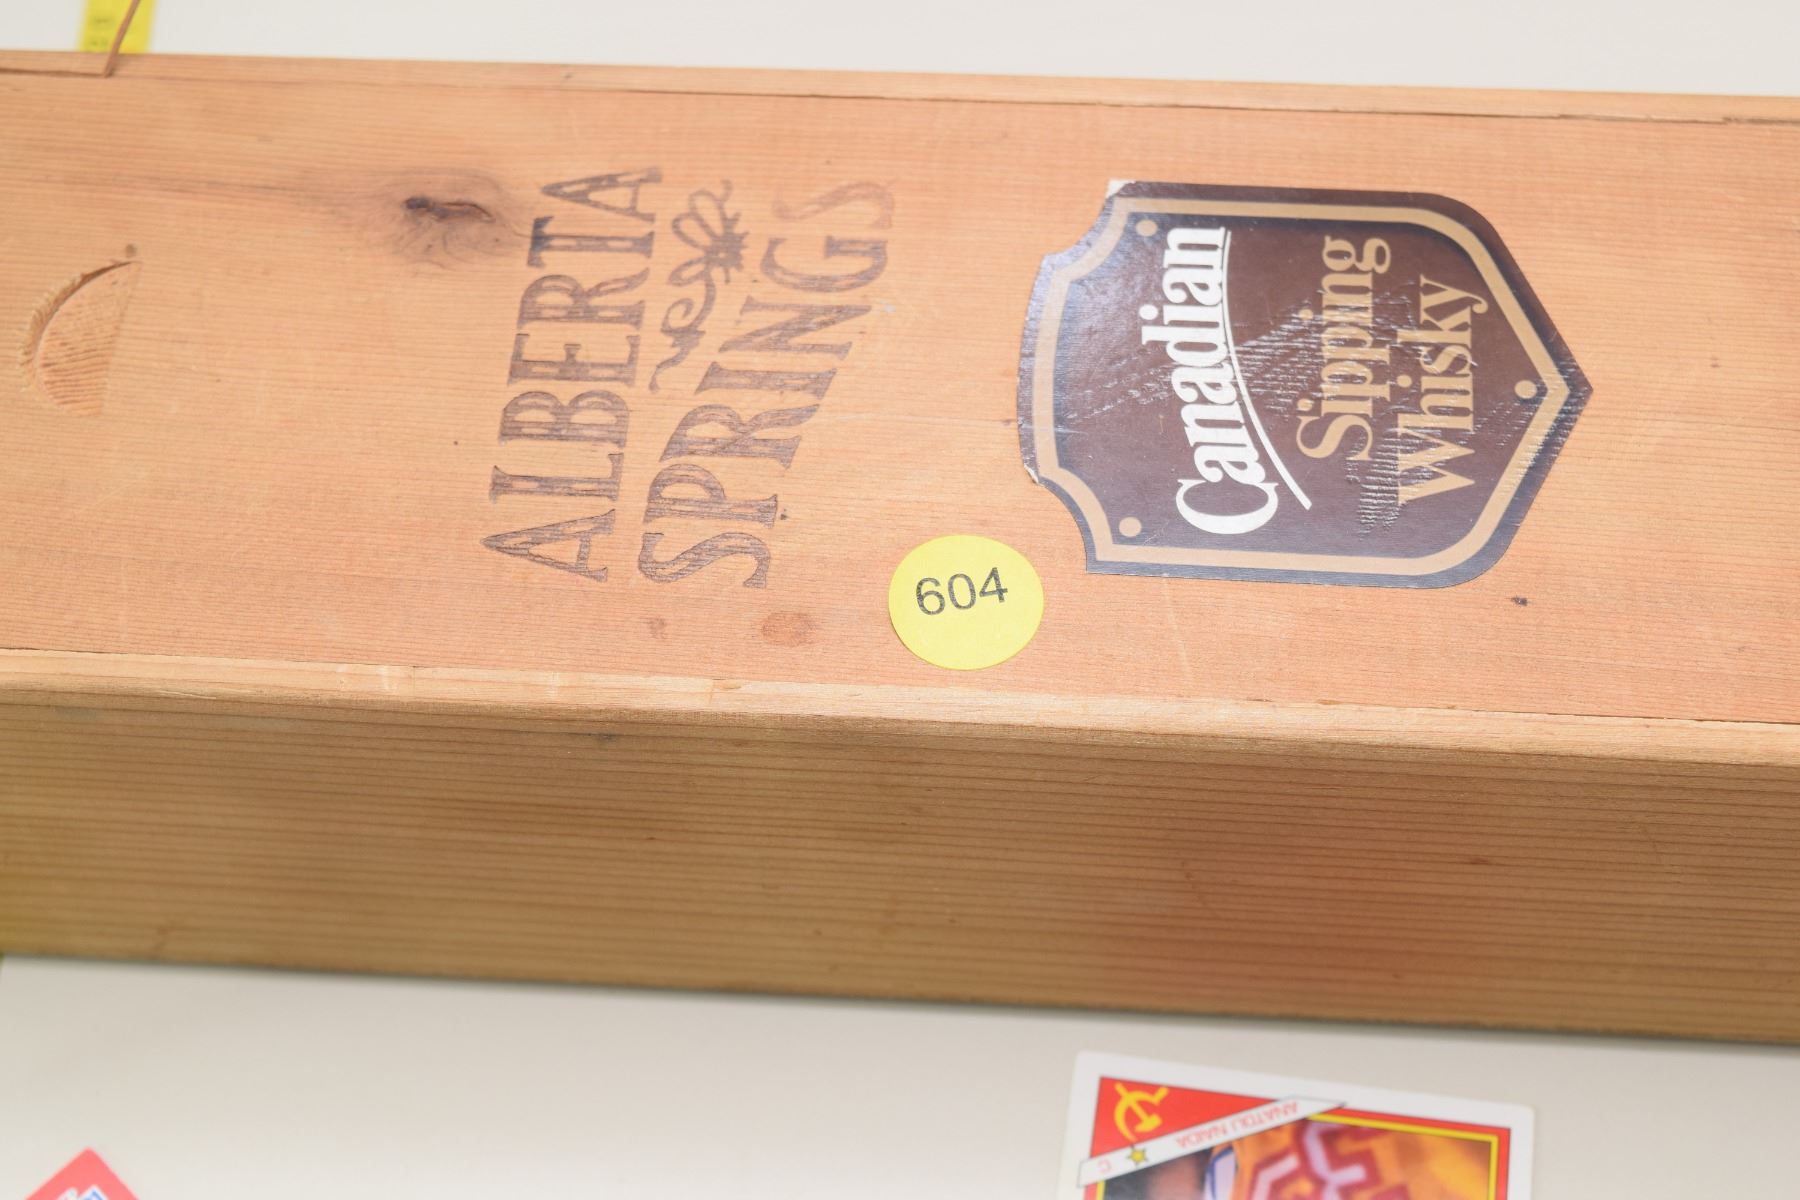 ALBERTA
SPRINGS
Canadian
Sipping
Whisky
604
C